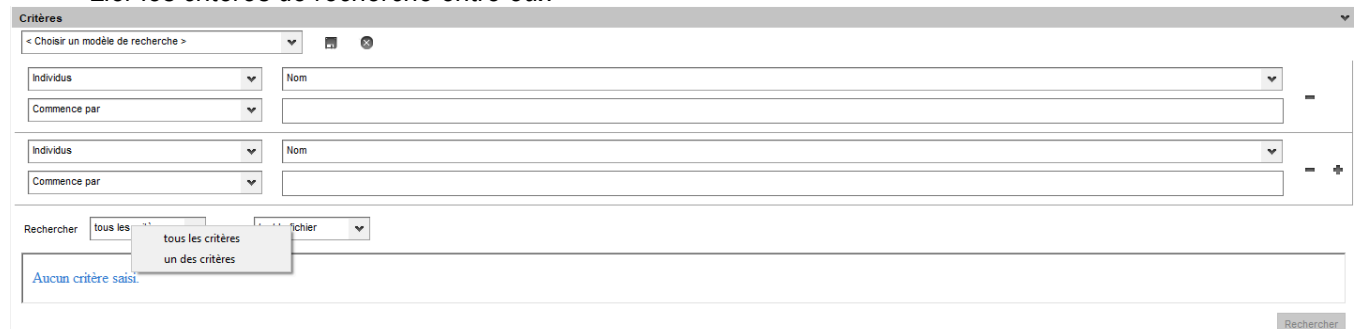 Critères
< Choisir un modèle de recherche >
Individus Nom
Commence par
Individus Nom
Commence par
Rechercher tous les fichier
tous les critères
un des critères
Aucun critère saisi.
Rechercher